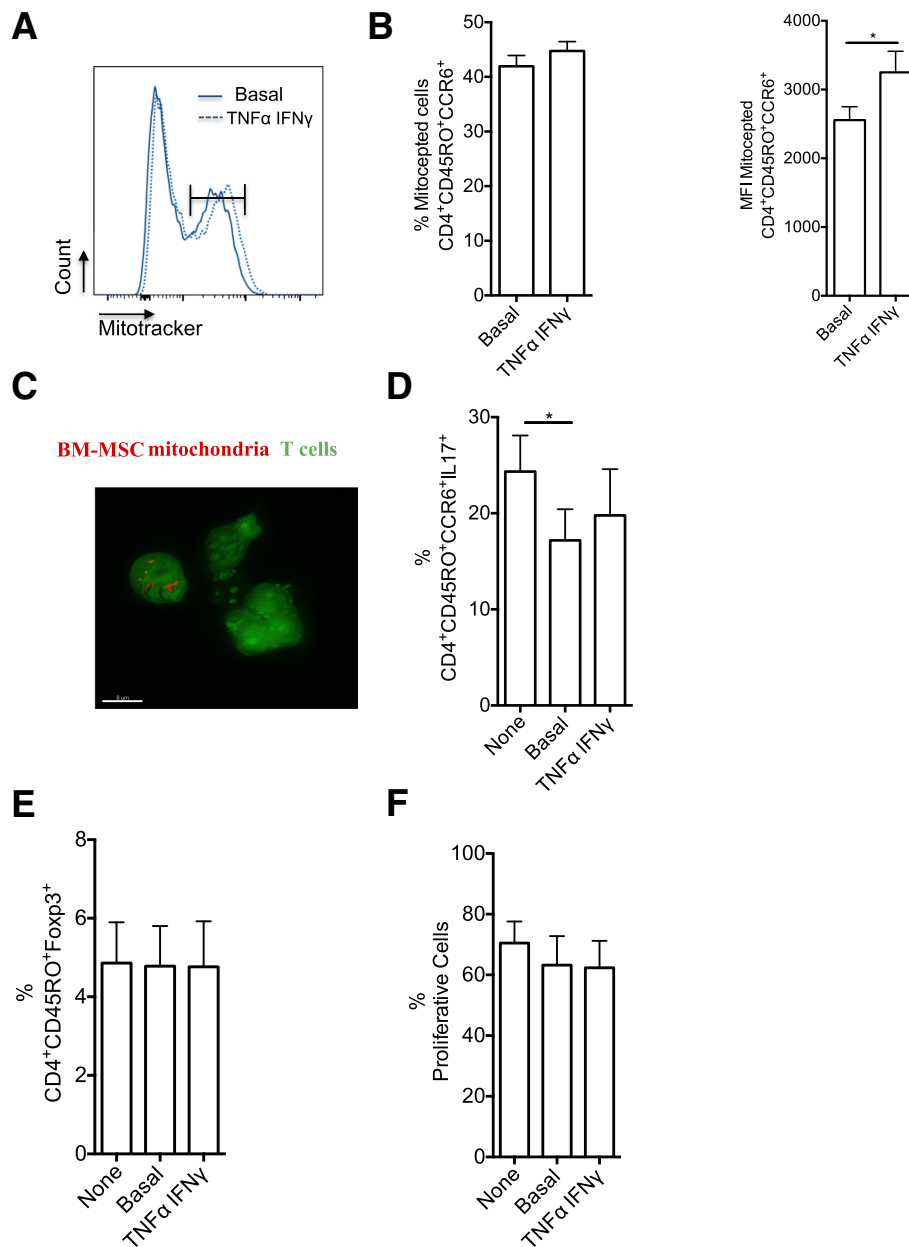 A
Basal
TNFα IFNγ
Count
Mitotracker
B
% Mitocepted cells
CD4⁺CD45RO⁺CCR6⁺
50
40
30
20
10
0
Basal
TNFα IFNγ
MFI Mitocepted
CD4⁺CD45RO⁺CCR6⁺
4000
3000
2000
1000
0
*
Basal
TNFα IFNγ
C
BM-MSC mitochondria T cells
8 µm
D
%
CD4⁺CD45RO⁺CCR6⁺IL17⁺
30
20
10
0
*
None
Basal
TNFα IFNγ
E
%
CD4⁺CD45RO⁺Foxp3⁺
8
6
4
2
0
None
Basal
TNFα IFNγ
F
%
Proliferative Cells
100
80
60
40
20
0
None
Basal
TNFα IFNγ